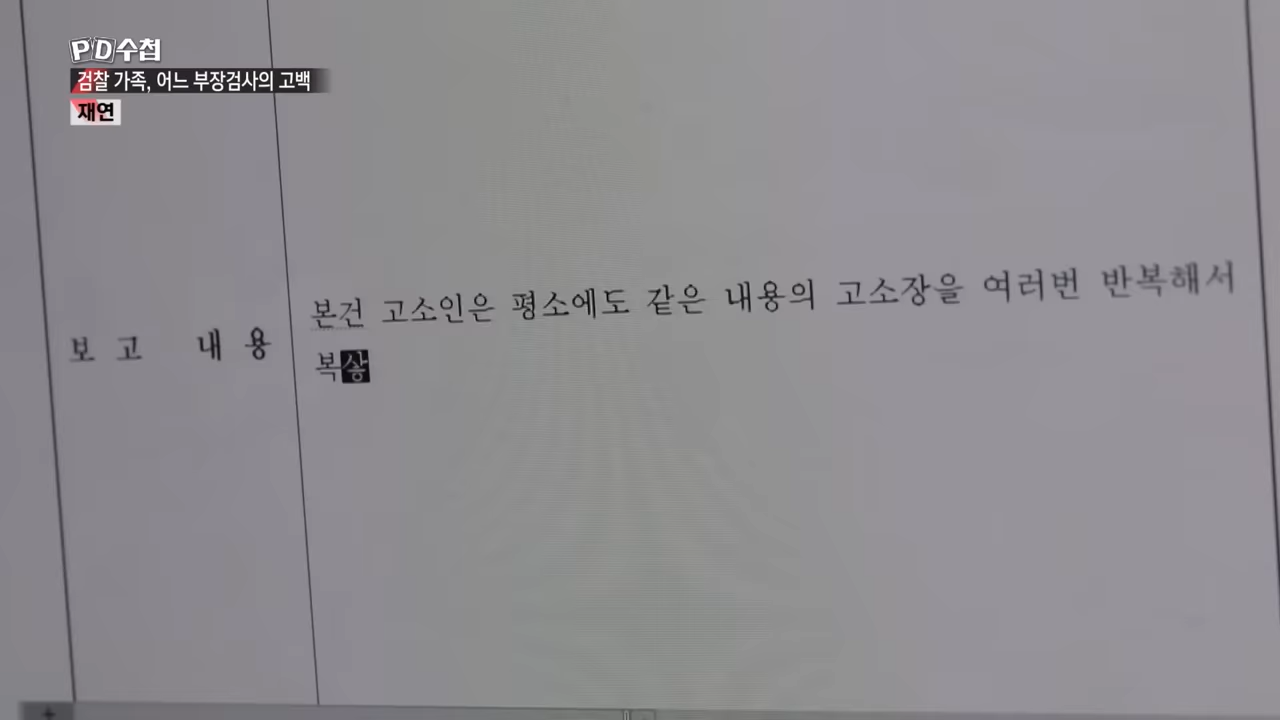 PD수첩
검찰 가족, 어느 부장검사의 고백
재연
본건 고소인은 평소에도 같은 내용의 고소장을 여러번 반복해서
보고 내용
복상